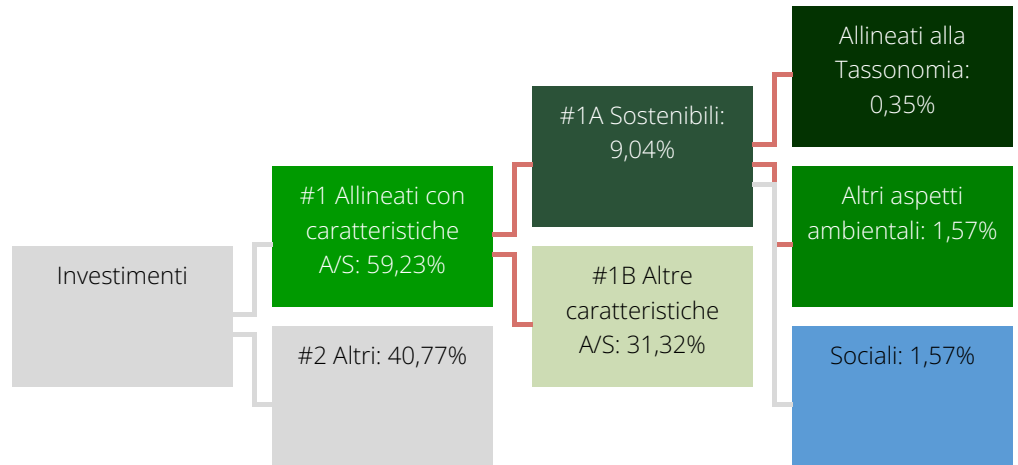 Investimenti
#1 Allineati con
caratteristiche
A/S: 59,23%
#2 Altri: 40,77%
#1A Sostenibili:
9,04%
#1B Altre
caratteristiche
A/S: 31,32%
Allineati alla
Tassonomia:
0,35%
Altri aspetti
ambientali: 1,57%
Sociali: 1,57%